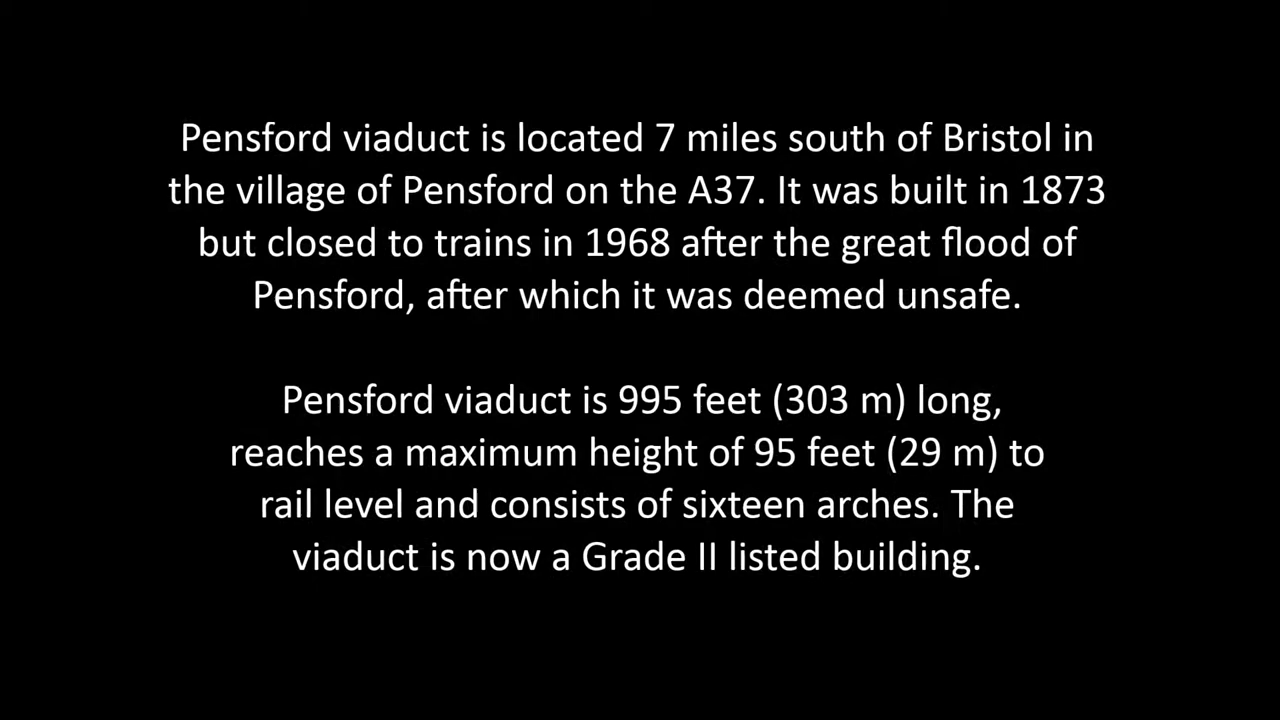 Pensford viaduct is located 7 miles south of Bristol in
the village of Pensford on the A37. It was built in 1873
but closed to trains in 1968 after the great flood of
Pensford, after which it was deemed unsafe.
Pensford viaduct is 995 feet (303 m) long,
reaches a maximum height of 95 feet (29 m) to
rail level and consists of sixteen arches. The
viaduct is now a Grade II listed building.